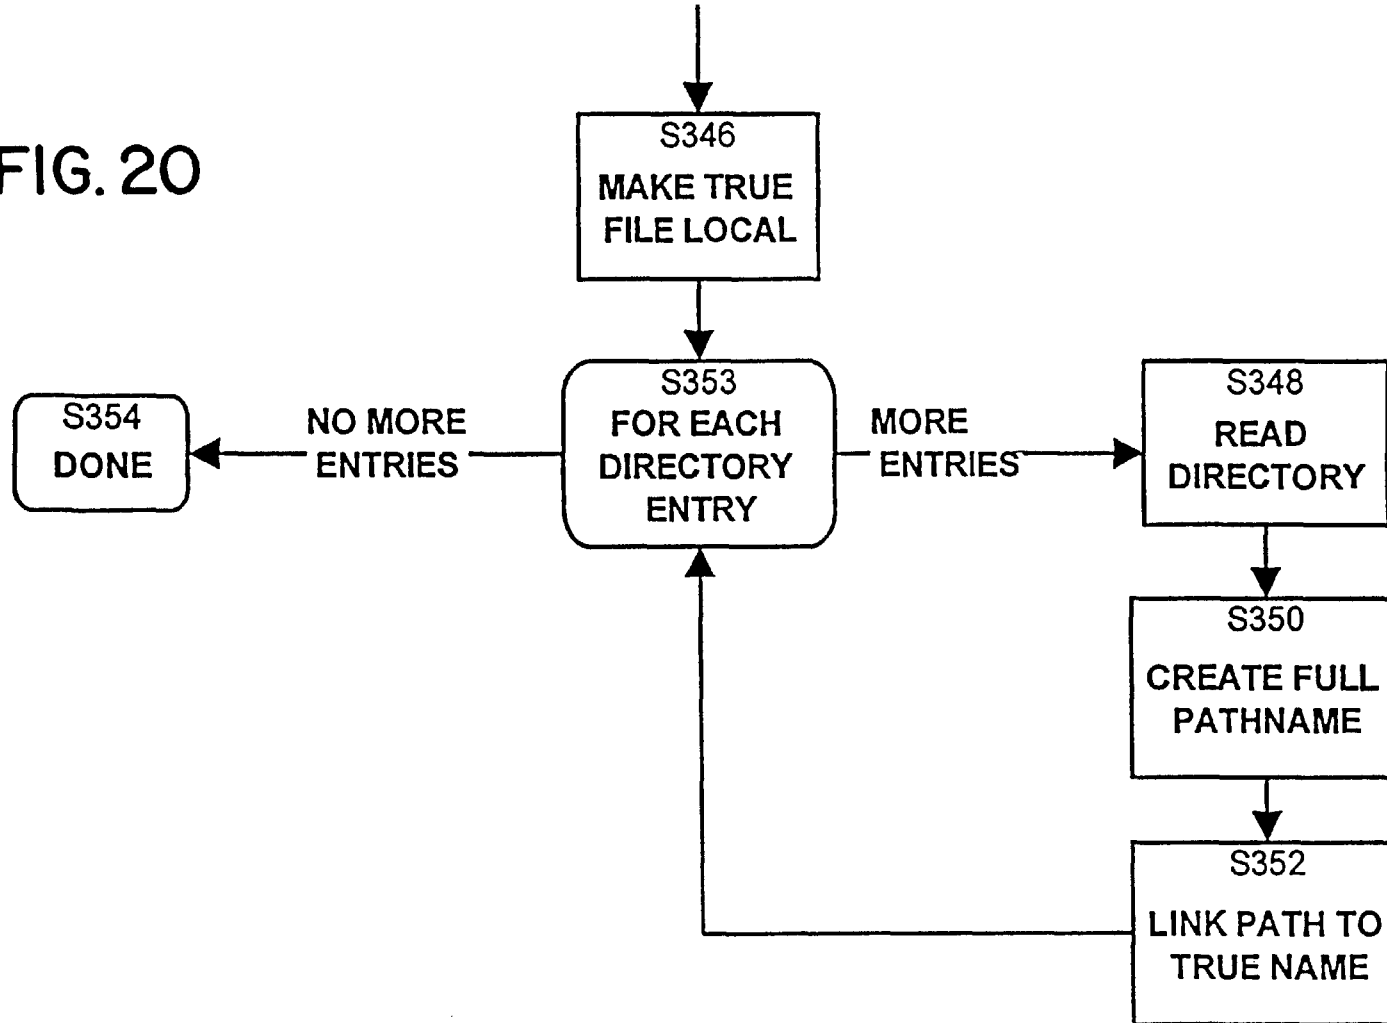 FIG. 20
S346
MAKE TRUE
FILE LOCAL
S353
FOR EACH
DIRECTORY
ENTRY
NO MORE
ENTRIES
S354
DONE
MORE
ENTRIES
S348
READ
DIRECTORY
S350
CREATE FULL
PATHNAME
S352
LINK PATH TO
TRUE NAME